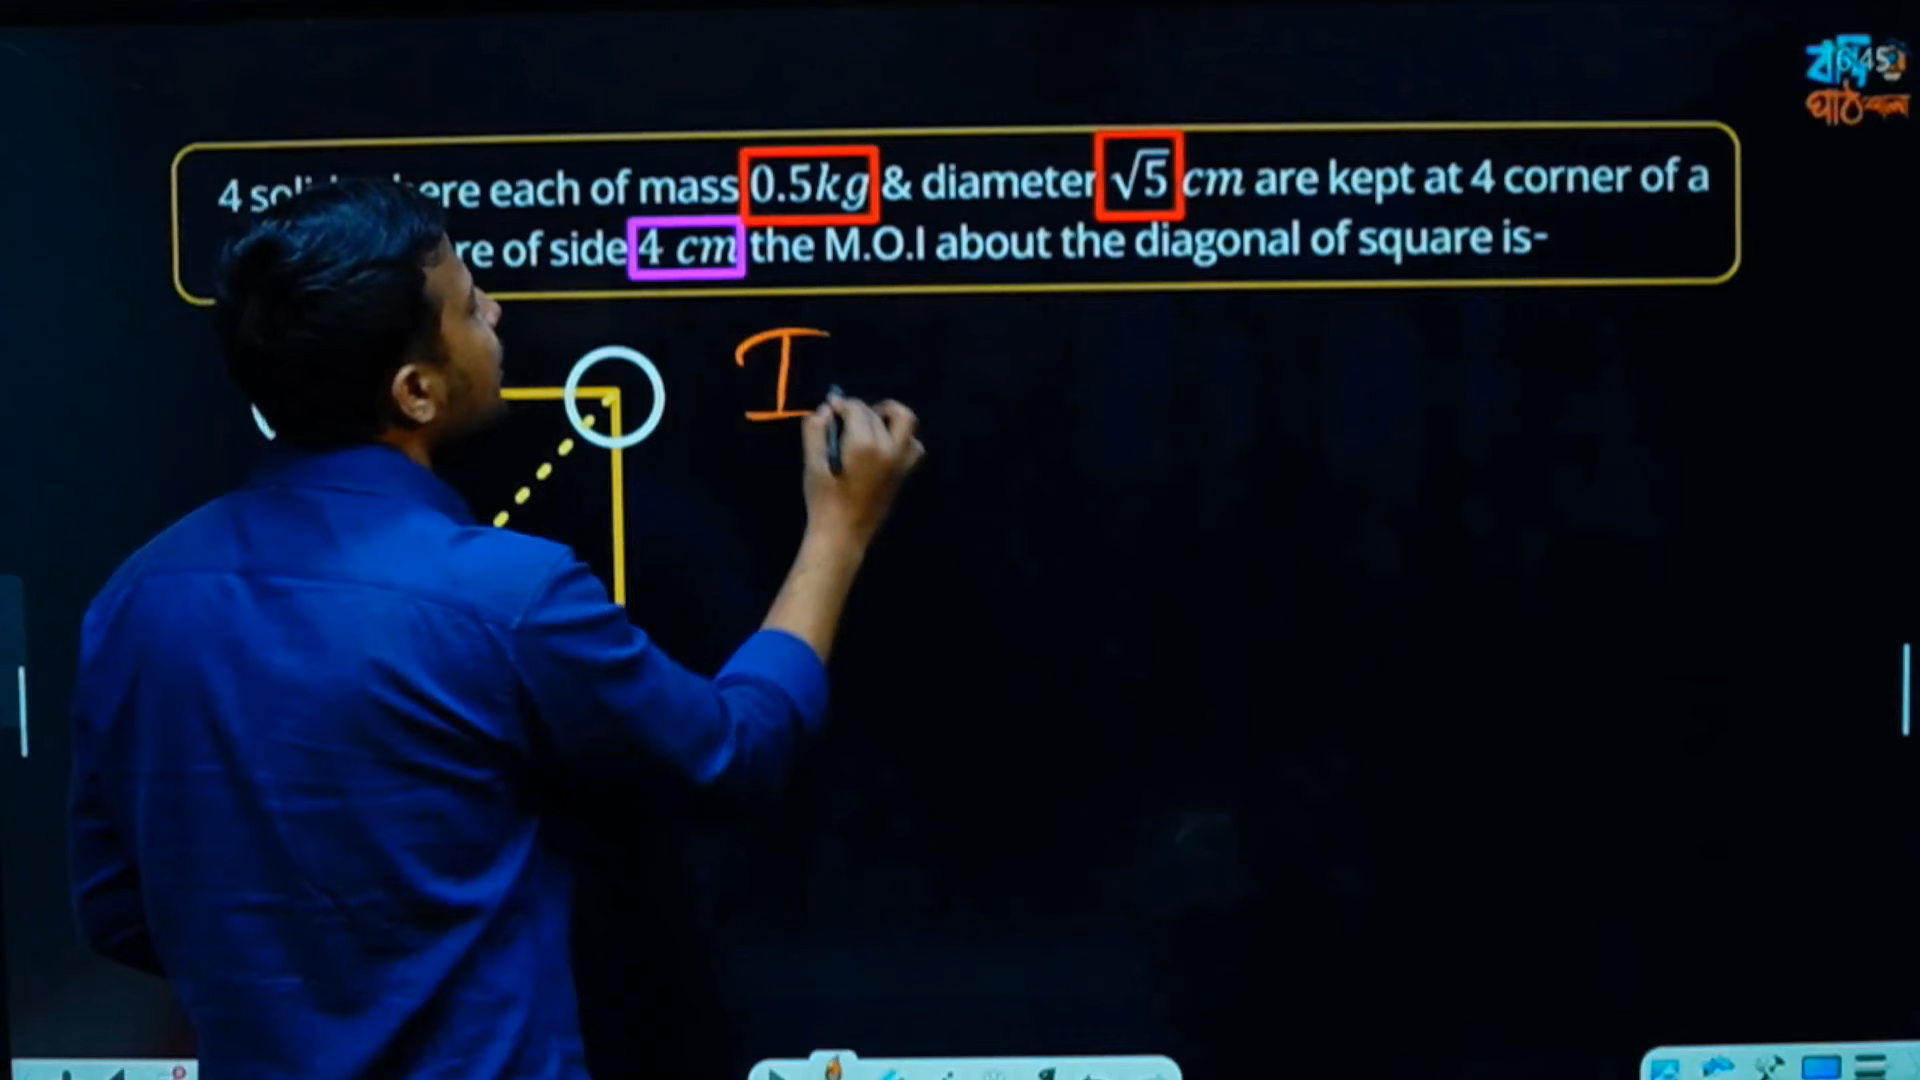 4 ere each of mass 0.5kg & diameter √5 cm are kept at 4 corner of a
re of side 4 cm the M.O.I about the diagonal of square is-
I